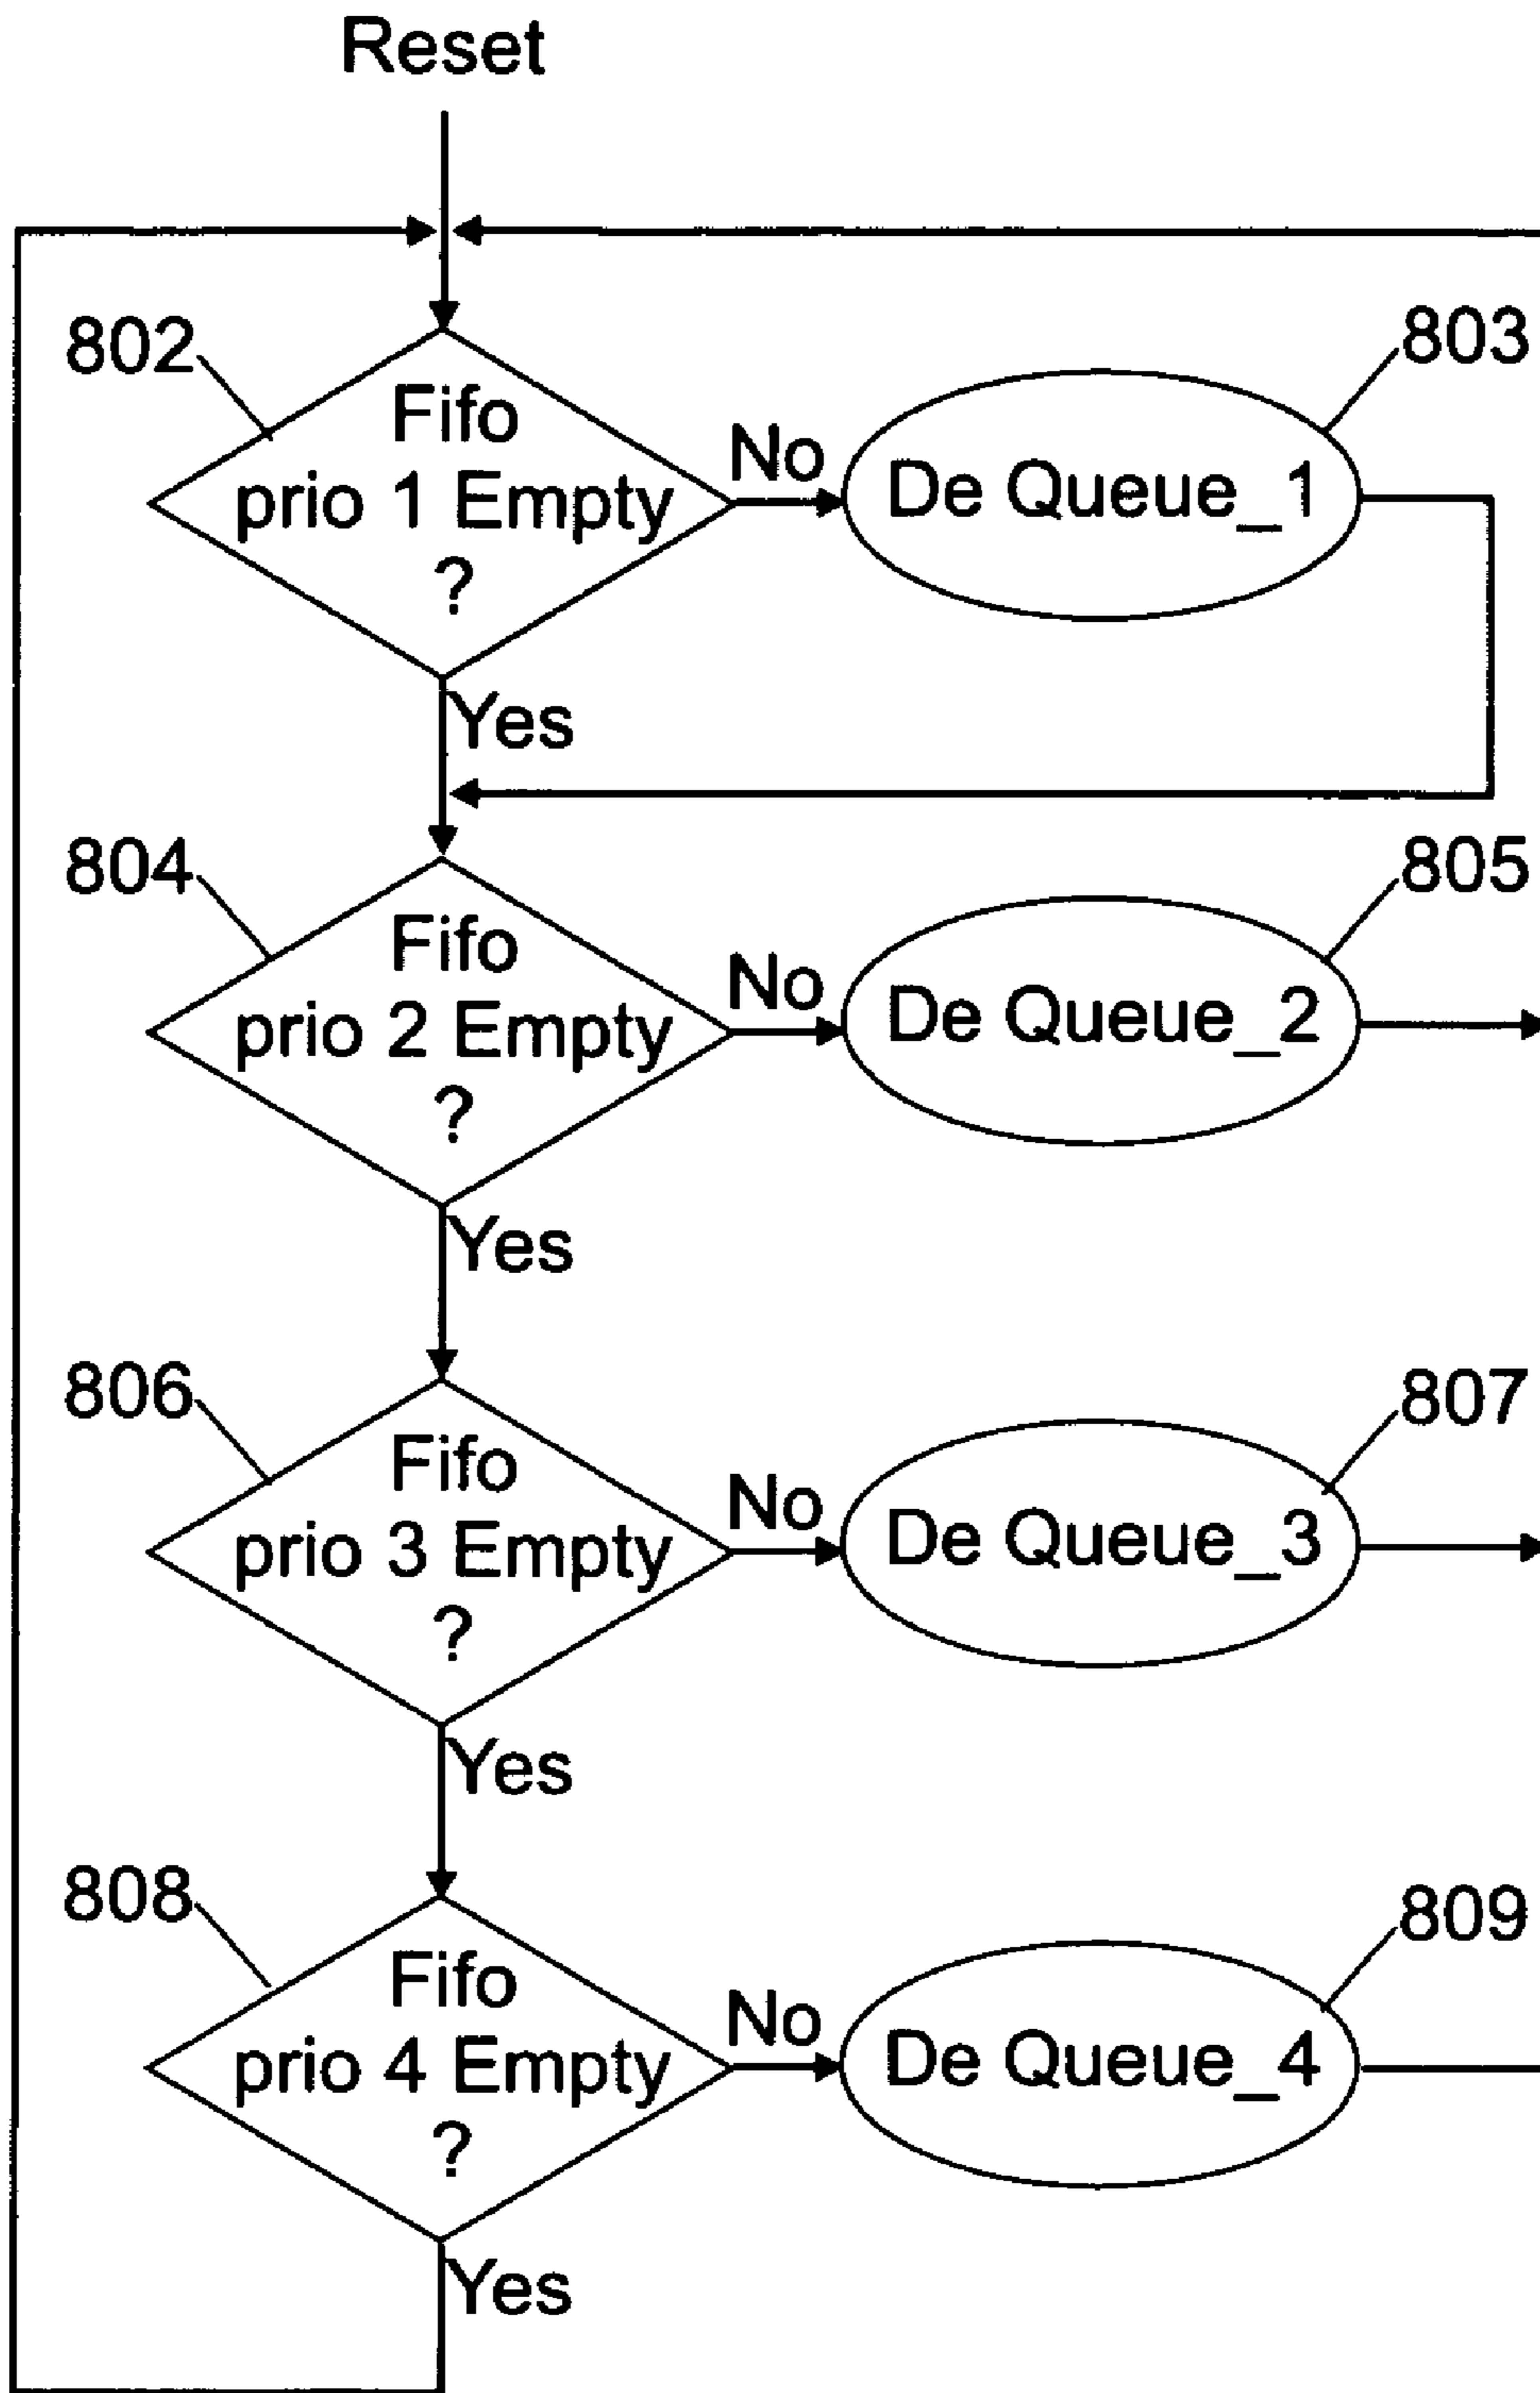 Reset
802
803
Fifo
prio 1 Empty
?
No
De Queue_1
Yes
804
805
Fifo
prio 2 Empty
?
No
De Queue_2
Yes
806
807
Fifo
prio 3 Empty
?
No
De Queue_3
Yes
808
809
Fifo
prio 4 Empty
?
No
De Queue_4
Yes